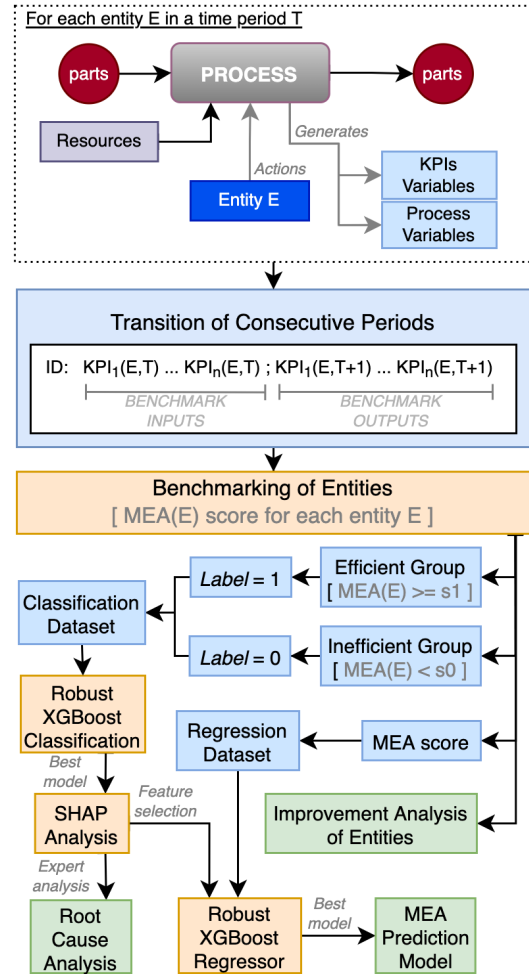 For each entity E in a time period T
parts
PROCESS
parts
Resources
Generates
Actions
KPIs
Variables
Entity E
Process
Variables
Transition of Consecutive Periods
ID: KPI₁(E,T) ... KPIₙ(E,T) ; KPI₁(E,T+1) ... KPIₙ(E,T+1)
BENCHMARK
INPUTS
BENCHMARK
OUTPUTS
Benchmarking of Entities
[ MEA(E) score for each entity E ]
Efficient Group
[ MEA(E) >= s1 ]
Label = 1
Classification
Dataset
Inefficient Group
[ MEA(E) < s0 ]
Label = 0
Robust
XGBoost
Classification
Regression
Dataset
MEA score
Best
model
Feature
selection
SHAP
Analysis
Improvement Analysis
of Entities
Expert
analysis
Root
Cause
Analysis
Robust
XGBoost
Regressor
Best
model
MEA
Prediction
Model